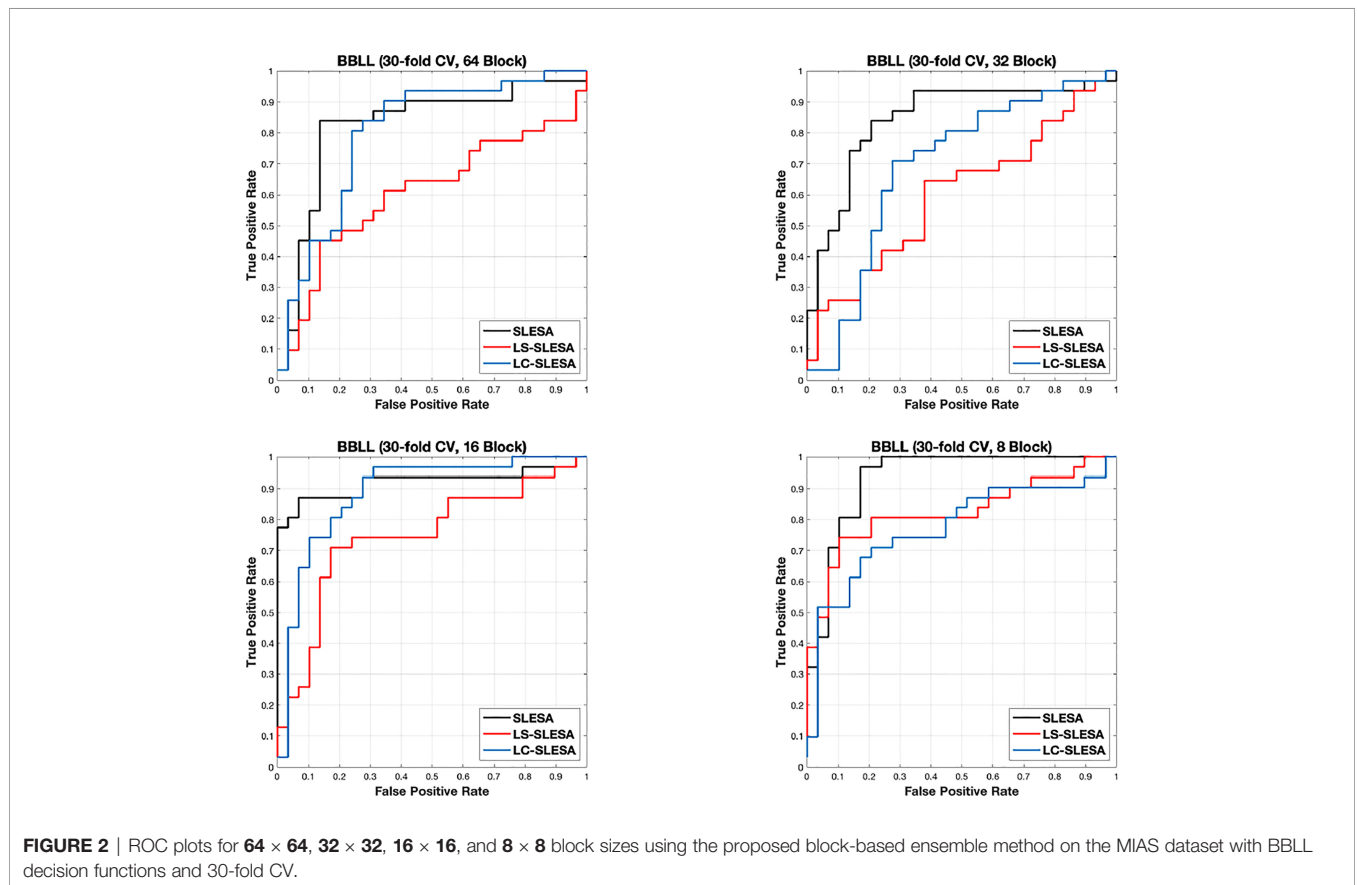 BBLL (30-fold CV, 64 Block)
1
0.9
0.8
0.7
0.6
0.5
0.4
0.3
0.2
0.1
0
True Positive Rate
0 0.1 0.2 0.3 0.4 0.5 0.6 0.7 0.8 0.9 1
False Positive Rate
SLESA
LS-SLESA
LC-SLESA
BBLL (30-fold CV, 32 Block)
1
0.9
0.8
0.7
0.6
0.5
0.4
0.3
0.2
0.1
0
True Positive Rate
0 0.1 0.2 0.3 0.4 0.5 0.6 0.7 0.8 0.9 1
False Positive Rate
SLESA
LS-SLESA
LC-SLESA
BBLL (30-fold CV, 16 Block)
1
0.9
0.8
0.7
0.6
0.5
0.4
0.3
0.2
0.1
0
True Positive Rate
0 0.1 0.2 0.3 0.4 0.5 0.6 0.7 0.8 0.9 1
False Positive Rate
SLESA
LS-SLESA
LC-SLESA
BBLL (30-fold CV, 8 Block)
1
0.9
0.8
0.7
0.6
0.5
0.4
0.3
0.2
0.1
0
True Positive Rate
0 0.1 0.2 0.3 0.4 0.5 0.6 0.7 0.8 0.9 1
False Positive Rate
SLESA
LS-SLESA
LC-SLESA
FIGURE 2 | ROC plots for 64 × 64, 32 × 32, 16 × 16, and 8 × 8 block sizes using the proposed block-based ensemble method on the MIAS dataset with BBLL
decision functions and 30-fold CV.